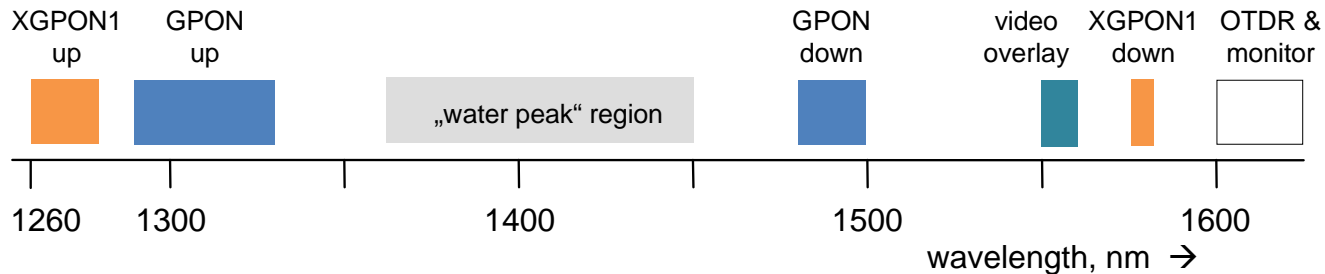 XGPON1 up
GPON up
„water peak“ region
GPON down
video overlay
XGPON1 down
OTDR & monitor
1260
1300
1400
1500
1600
wavelength, nm →